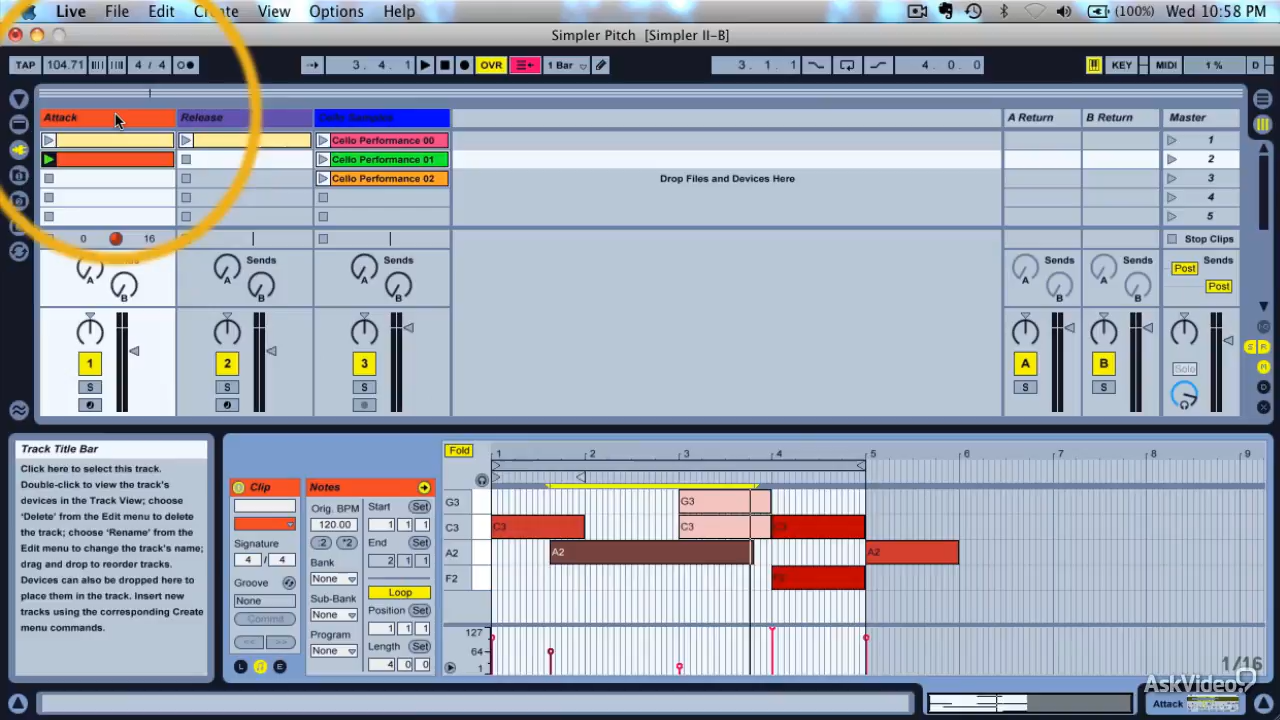 Live File Edit Create View Options Help (100%) Wed 10:58 PM
Simpler Pitch [Simpler II-B]
TAP 104.71 4 / 4 3. 4. 1 OVR 1 Bar 3. 1. 1 4. 0. 0 KEY MIDI 1 % D
Attack Release Cello Samples A Return B Return Master
Cello Performance 00 1
Cello Performance 01 2
Cello Performance 02 Drop Files and Devices Here 3
4
5
0 16 Stop Clips
Sends Sends Sends Sends Sends Sends
A A A A A Post
B B B B B Post
1 2 3 A B Solo
S S S S S
Track Title Bar
Click here to select this track.
Double-click to view the track's
devices in the Track View; choose
'Delete' from the Edit menu to delete
the track; choose 'Rename' from the
Edit menu to change the track's name;
drag and drop to reorder tracks.
Devices can also be dropped here to
place them in the track. Insert new
tracks using the corresponding Create
menu commands.
Clip
Signature
4 / 4
Groove
None
Commit
<< >>
L E
Notes
Orig. BPM
120.00
:2 *2
Bank
None
Sub-Bank
None
Program
None
Start Set
1 1 1
End Set
2 1 1
Loop
Position Set
1 1 1
Length Set
4 0 0
Fold 1 2 3 4 5 6 7 8 9
G3 G3
C3 C3 C3 C3
A2 A2 A2
F2
127
64
1
1/16
AskVideo
Attack